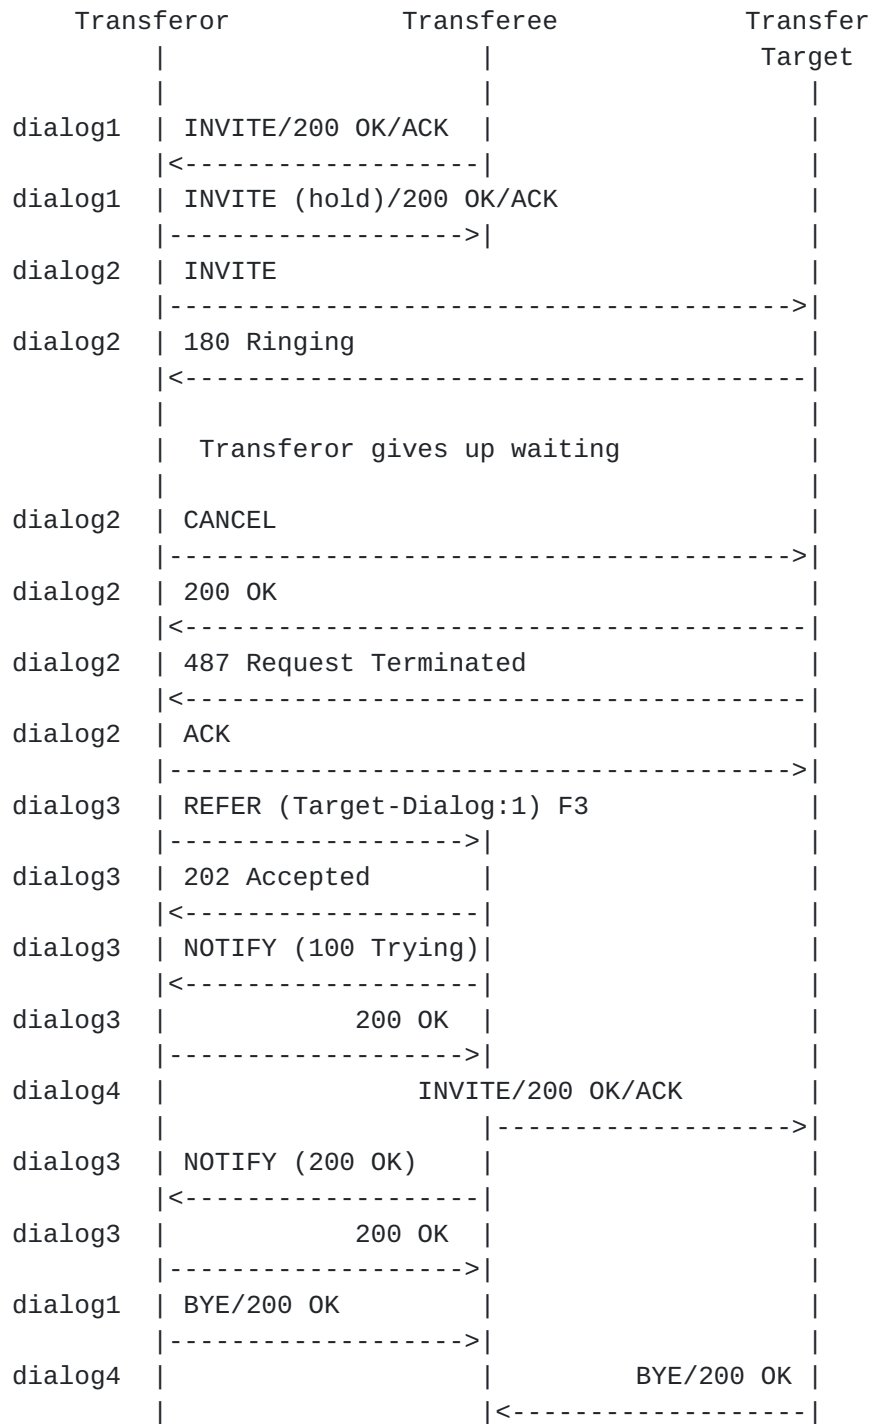 Transferor           Transferee            Transfer
         |                    |                 Target
         |                    |                    |
dialog1  | INVITE/200 OK/ACK  |                    |
         |<-------------------|                    |
dialog1  | INVITE (hold)/200 OK/ACK                |
         |------------------->|                    |
dialog2  | INVITE                                  |
         |---------------------------------------->|
dialog2  | 180 Ringing                             |
         |<----------------------------------------|
         |                                         |
         |  Transferor gives up waiting            |
         |                                         |
dialog2  | CANCEL                                  |
         |---------------------------------------->|
dialog2  | 200 OK                                  |
         |<----------------------------------------|
dialog2  | 487 Request Terminated                  |
         |<----------------------------------------|
dialog2  | ACK                                     |
         |---------------------------------------->|
dialog3  | REFER (Target-Dialog:1) F3              |
         |------------------->|                    |
dialog3  | 202 Accepted       |                    |
         |<-------------------|                    |
dialog3  | NOTIFY (100 Trying)|                    |
         |<-------------------|                    |
dialog3  |            200 OK  |                    |
         |------------------->|                    |
dialog4  |                INVITE/200 OK/ACK        |
         |                    |------------------->|
dialog3  | NOTIFY (200 OK)    |                    |
         |<-------------------|                    |
dialog3  |            200 OK  |                    |
         |------------------->|                    |
dialog1  | BYE/200 OK         |                    |
         |------------------->|                    |
dialog4  |                    |         BYE/200 OK |
         |                    |<-------------------|